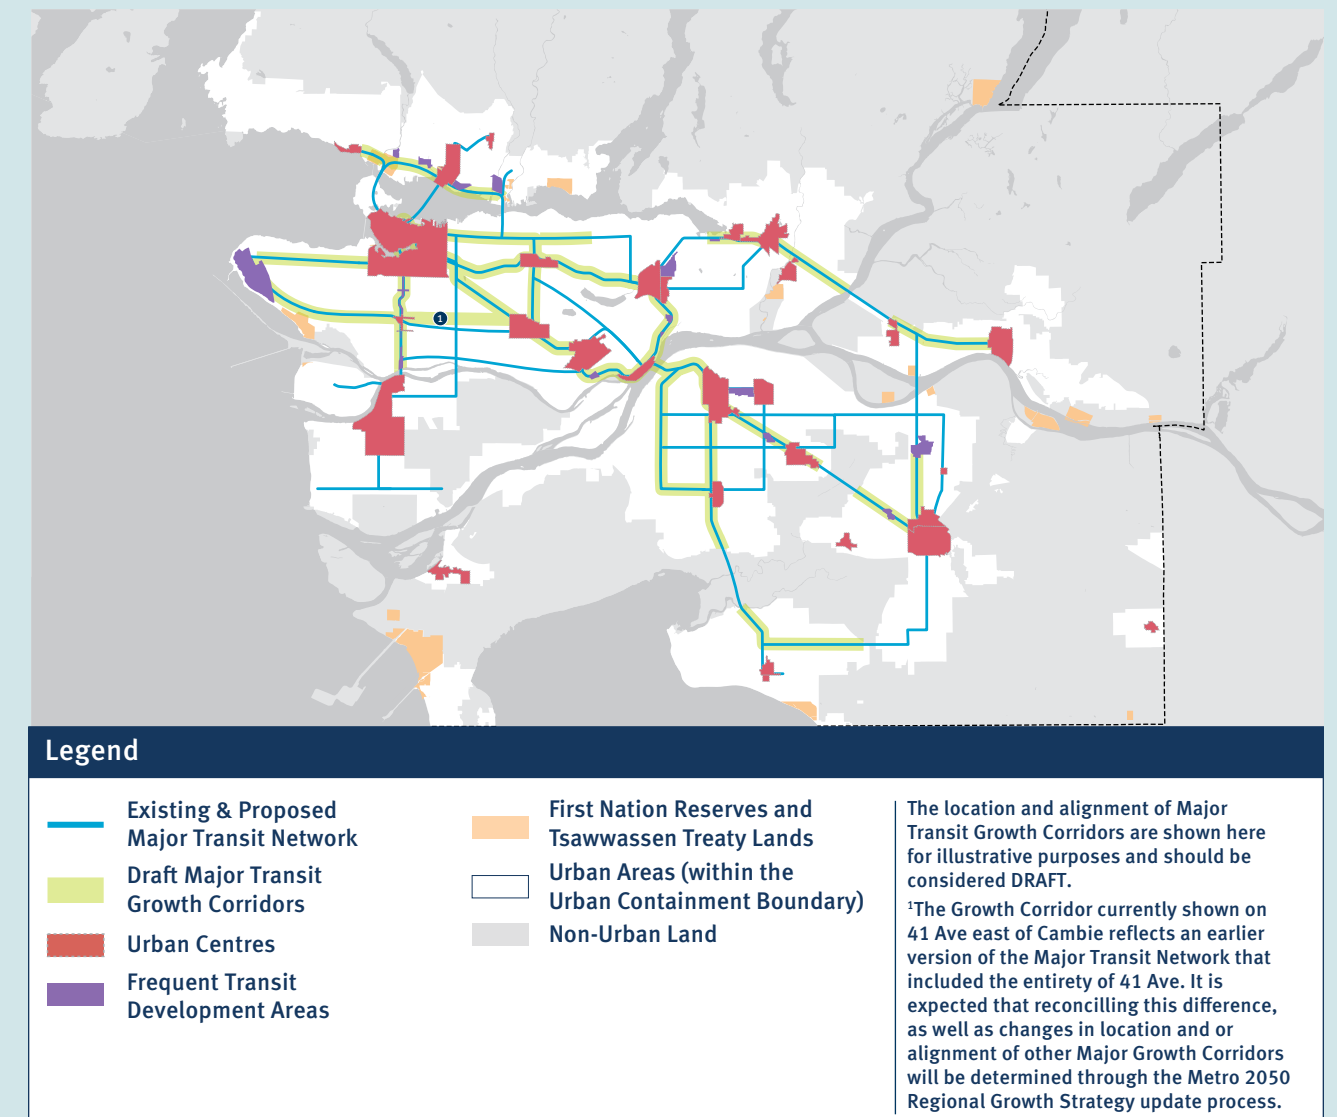 1
Legend
Existing & Proposed
Major Transit Network
Draft Major Transit
Growth Corridors
Urban Centres
Frequent Transit
Development Areas
First Nation Reserves and
Tsawwassen Treaty Lands
Urban Areas (within the
Urban Containment Boundary)
Non-Urban Land
The location and alignment of Major
Transit Growth Corridors are shown here
for illustrative purposes and should be
considered DRAFT.
¹The Growth Corridor currently shown on
41 Ave east of Cambie reflects an earlier
version of the Major Transit Network that
included the entirety of 41 Ave. It is
expected that reconcilling this difference,
as well as changes in location and or
alignment of other Major Growth Corridors
will be determined through the Metro 2050
Regional Growth Strategy update process.